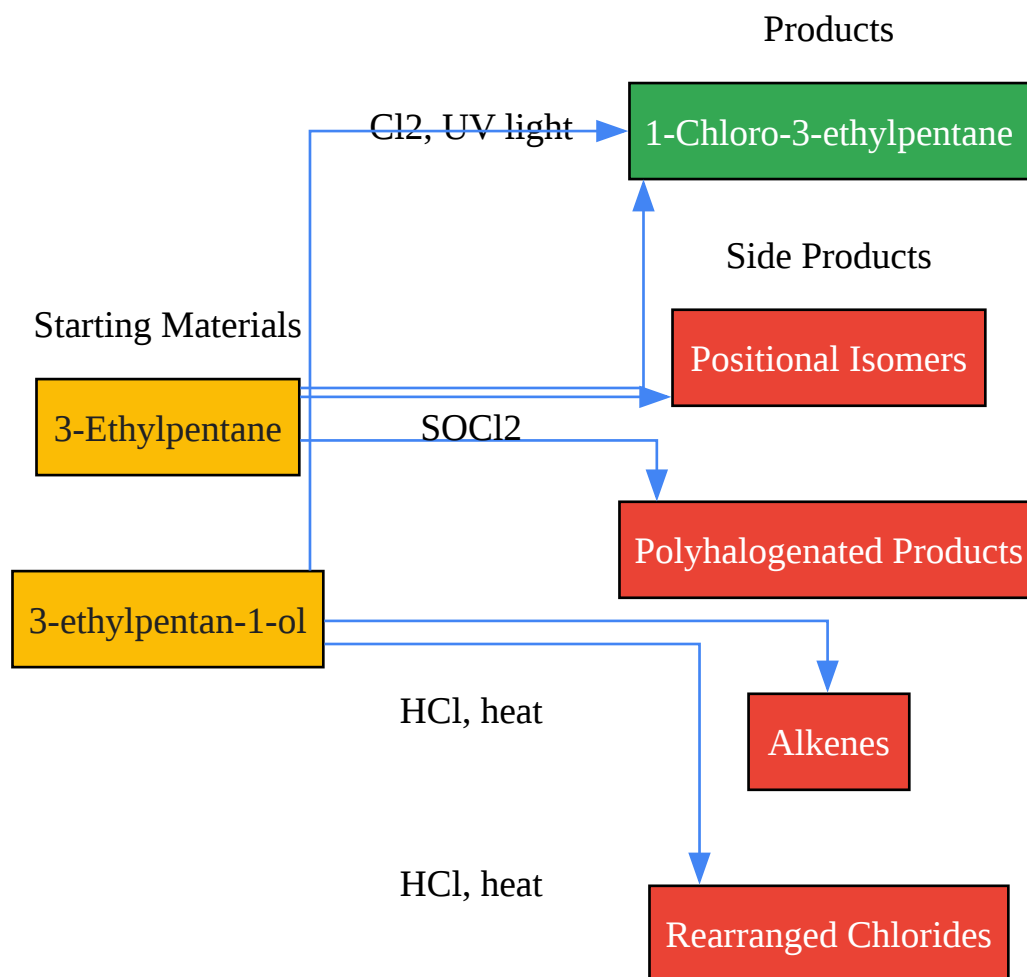 Products
Cl2, UV light
1-Chloro-3-ethylpentane
Side Products
Starting Materials
Positional Isomers
3-Ethylpentane
SOCl2
Polyhalogenated Products
3-ethylpentan-1-ol
HCl, heat
Alkenes
HCl, heat
Rearranged Chlorides